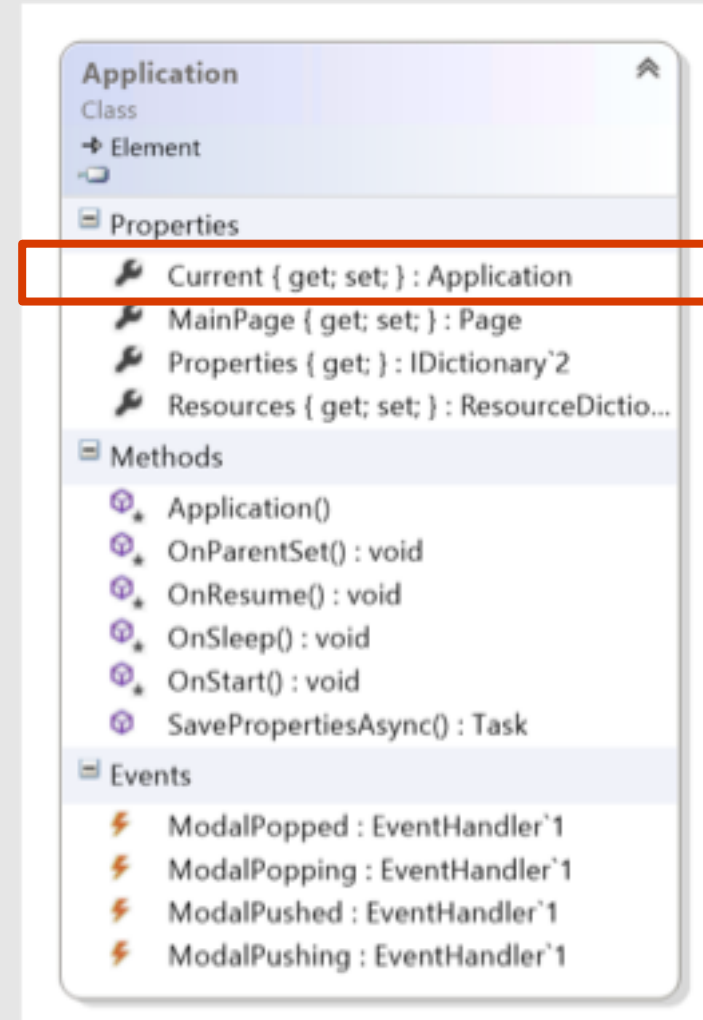 Application
Class
Element
Properties
Current { get; set; } : Application
MainPage { get; set; } : Page
Properties { get; } : IDictionary`2
Resources { get; set; } : ResourceDictio...
Methods
Application()
OnParentSet() : void
OnResume() : void
OnSleep() : void
OnStart() : void
SavePropertiesAsync() : Task
Events
ModalPopped : EventHandler`1
ModalPopping : EventHandler`1
ModalPushed : EventHandler`1
ModalPushing : EventHandler`1